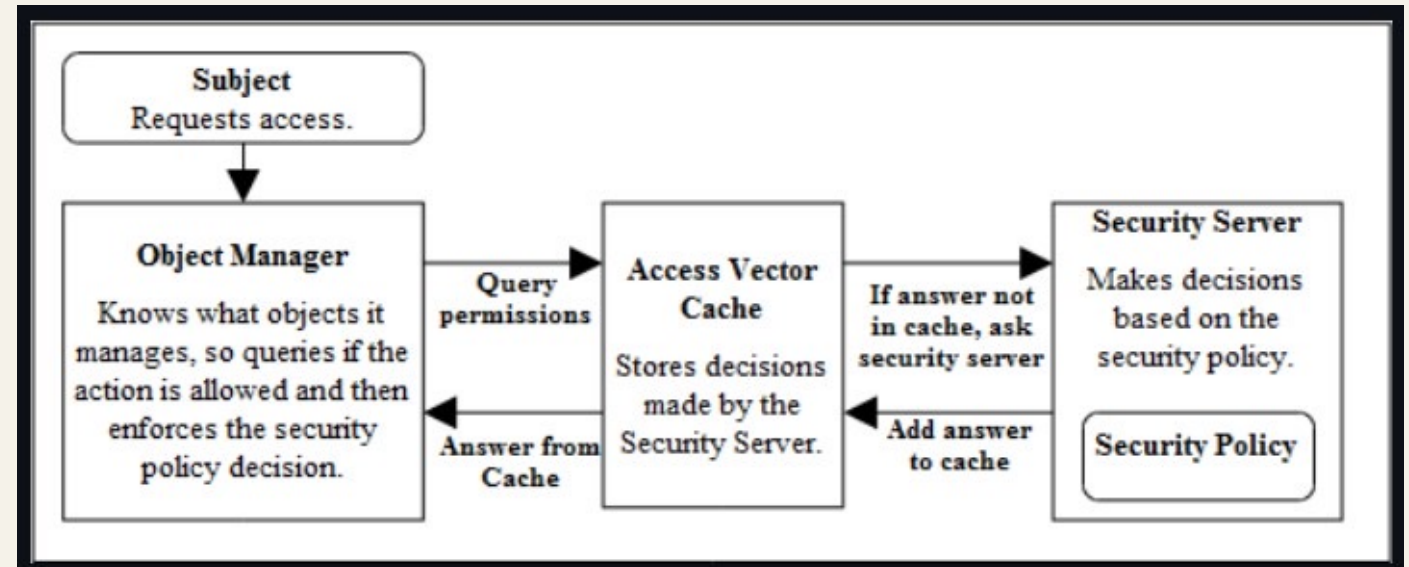 Subject
Requests access.
Object Manager
Knows what objects it
manages, so queries if the
action is allowed and then
enforces the security
policy decision.
Query
permissions
Answer from
Cache
Access Vector
Cache
Stores decisions
made by the
Security Server.
If answer not
in cache, ask
security server
Add answer
to cache
Security Server
Makes decisions
based on the
security policy.
Security Policy